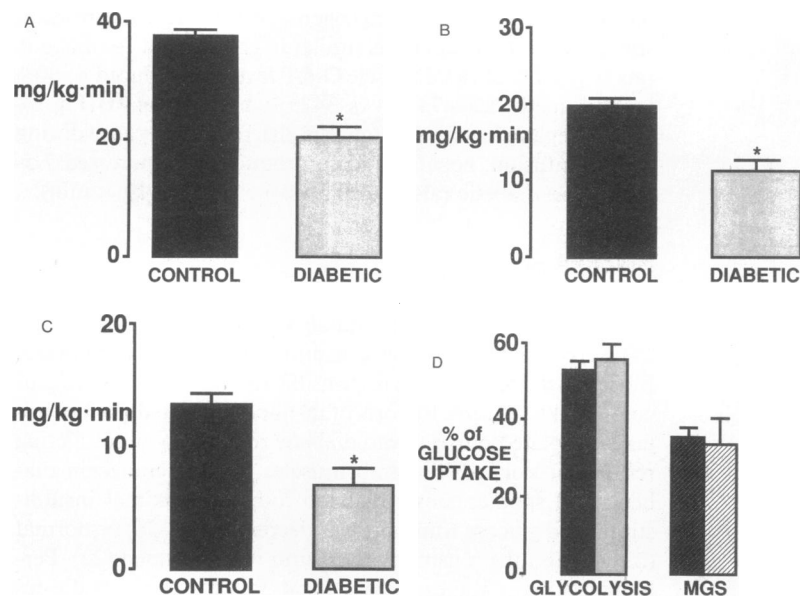 A
40
mg/kg·min
20
0
*
CONTROL DIABETIC
B
30
20
mg/kg·min
10
0
*
CONTROL DIABETIC
C
20
mg/kg·min
10
0
*
CONTROL DIABETIC
D
60
40
% of
GLUCOSE
UPTAKE
20
0
GLYCOLYSIS MGS